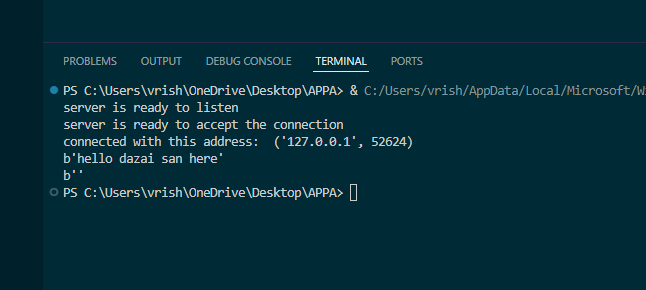 PROBLEMS OUTPUT DEBUG CONSOLE TERMINAL PORTS
PS C:\Users\vrish\OneDrive\Desktop\APPA> & C:/Users/vrish/AppData/Local/Microsoft/Wi
server is ready to listen
server is ready to accept the connection
connected with this address:  ('127.0.0.1', 52624)
b'hello dazai san here'
b''
PS C:\Users\vrish\OneDrive\Desktop\APPA>